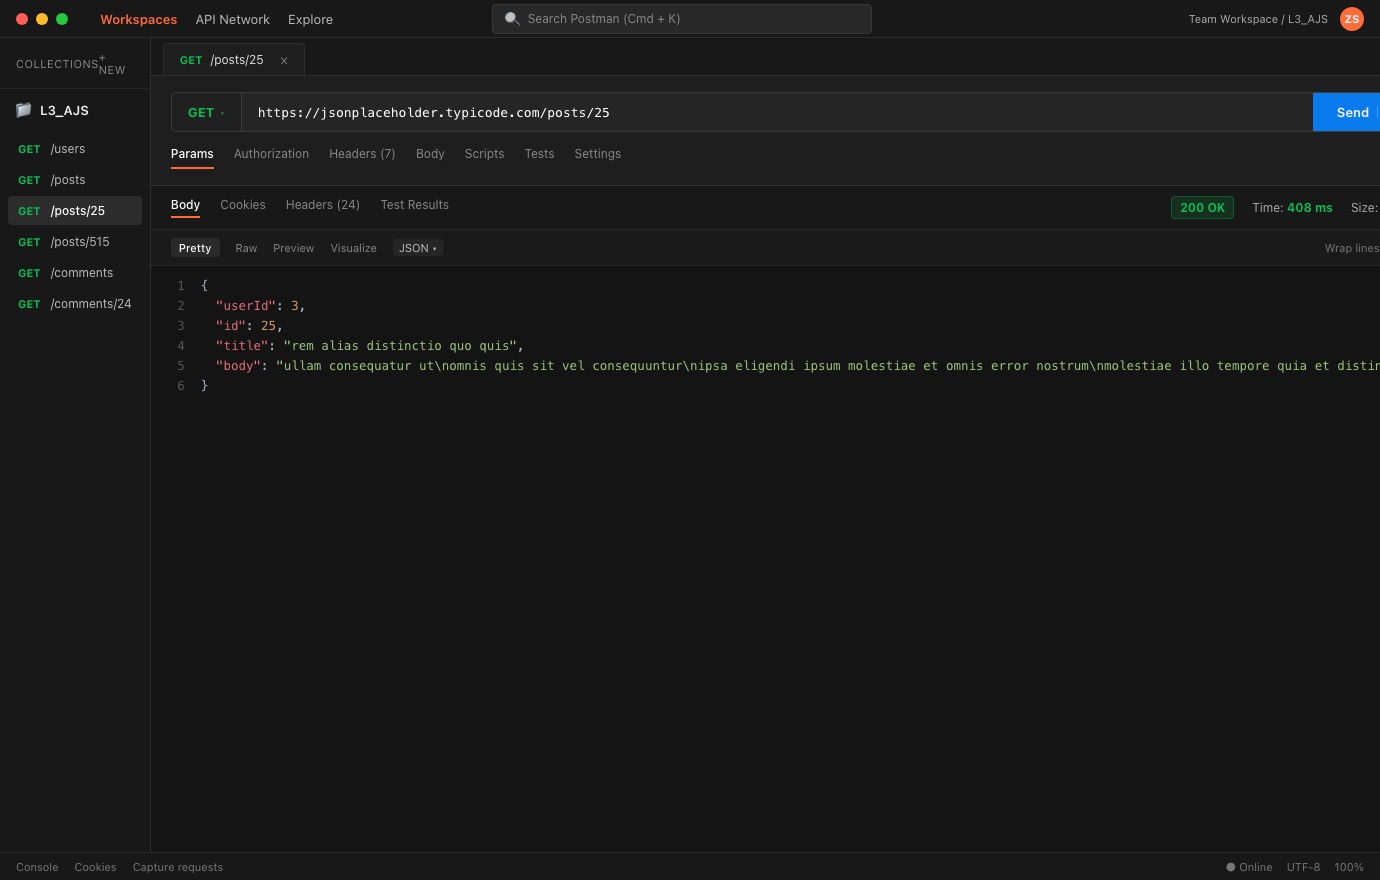 Workspaces API Network Explore Search Postman (Cmd + K) Team Workspace / L3_AJS ZS
COLLECTIONS + NEW
L3_AJS
GET /users
GET /posts
GET /posts/25
GET /posts/515
GET /comments
GET /comments/24
GET /posts/25 ×
GET https://jsonplaceholder.typicode.com/posts/25 Send
Params Authorization Headers (7) Body Scripts Tests Settings
Body Cookies Headers (24) Test Results 200 OK Time: 408 ms Size:
Pretty Raw Preview Visualize JSON Wrap lines
1 {
2 "userId": 3,
3 "id": 25,
4 "title": "rem alias distinctio quo quis",
5 "body": "ullam consequatur ut\nomnis quis sit vel consequuntur\nipsa eligendi ipsum molestiae et omnis error nostrum\nmolestiae illo tempore quia et distin
6 }
Console Cookies Capture requests Online UTF-8 100%